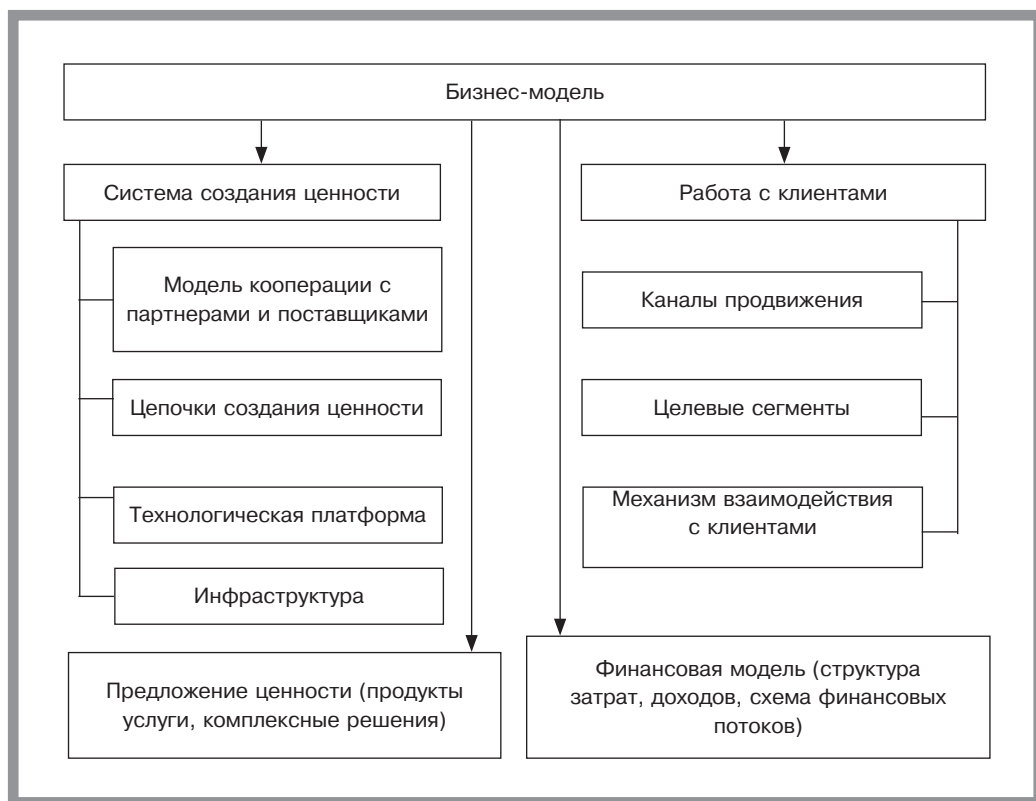 Бизнес-модель
Система создания ценности
Модель кооперации с
партнерами и поставщиками
Цепочки создания ценности
Технологическая платформа
Инфраструктура
Предложение ценности (продукты
услуги, комплексные решения)
Работа с клиентами
Каналы продвижения
Целевые сегменты
Механизм взаимодействия
с клиентами
Финансовая модель (структура
затрат, доходов, схема финансовых
потоков)